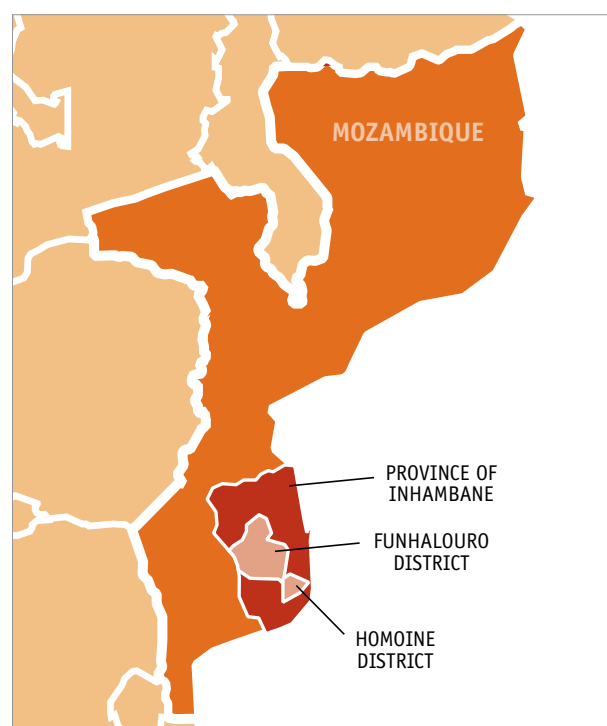 MOZAMBIQUE
PROVINCE OF
INHAMBANE
FUNHALOURO
DISTRICT
HOMOINE
DISTRICT